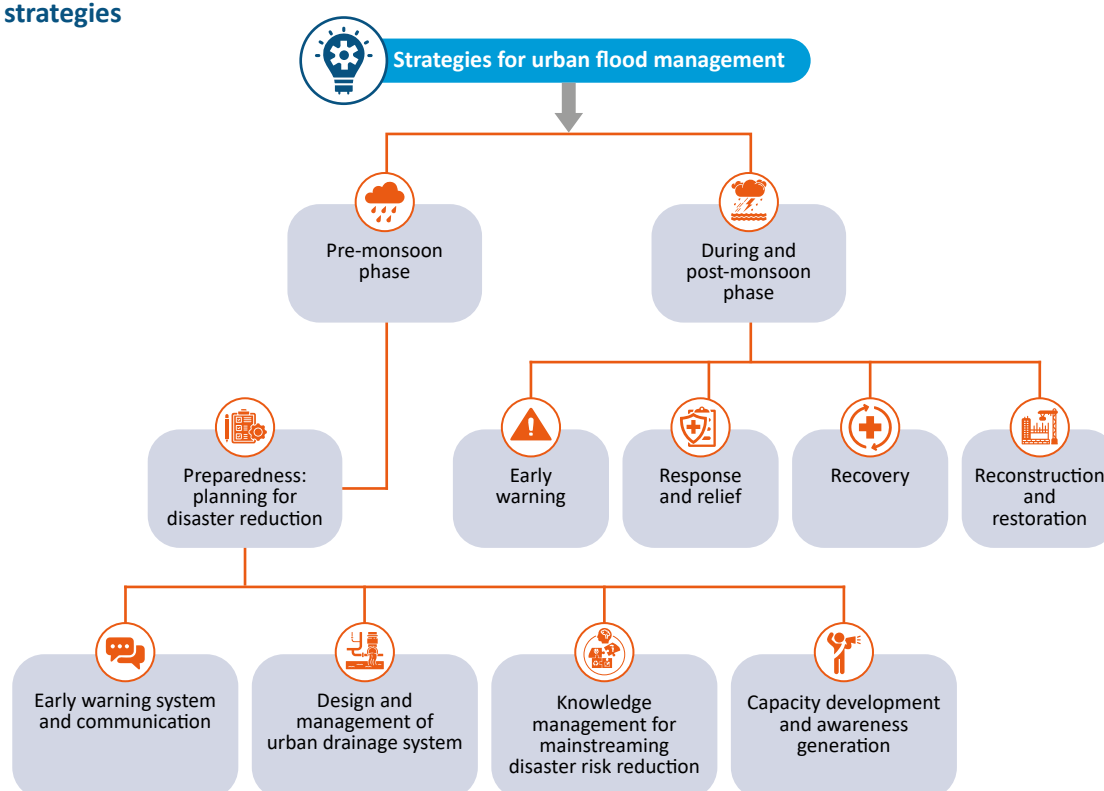 strategies
Strategies for urban flood management
Pre-monsoon
phase
During and
post-monsoon
phase
Preparedness:
planning for
disaster reduction
Early
warning
Response
and relief
Recovery
Reconstruction
and
restoration
Early warning system
and communication
Design and
management of
urban drainage system
Knowledge
management for
mainstreaming
disaster risk reduction
Capacity development
and awareness
generation